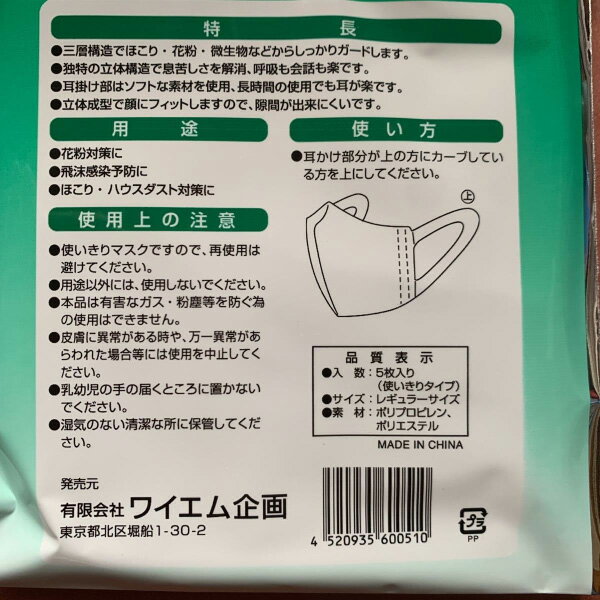 特長
●三層構造でほこり・花粉・微生物などからしっかりガードします。
●独特の立体構造で息苦しさを解消、呼吸も会話も楽です。
●耳掛け部はソフトな素材を使用、長時間の使用でも耳が楽です。
●立体成型で顔にフィットしますので、隙間が出来にくいです。
用途
●花粉対策に
●飛沫感染予防に
●ほこり・ハウスダスト対策に
使い方
●耳かけ部分が上の方にカーブしてい
る方を上にしてください。
上
使用上の注意
●使いきりマスクですので、再使用は
避けてください。
●用途以外には、使用しないでください。
●本品は有害なガス・粉塵等を防ぐ為
の使用はできません。
●皮膚に異常がある時や、万一異常があ
らわれた場合等には使用を中止してく
ださい。
●乳幼児の手の届くところに置かない
でください。
●湿気のない清潔な所に保管してくだ
さい。
品質表示
●入数：5枚入り
（使いきりタイプ）
●サイズ：レギュラーサイズ
●素材：ポリプロピレン、
ポリエステル
MADE IN CHINA
発売元
有限会社 ワイエム企画
東京都北区堀船1-30-2
4 520935 600510
プラ
PP